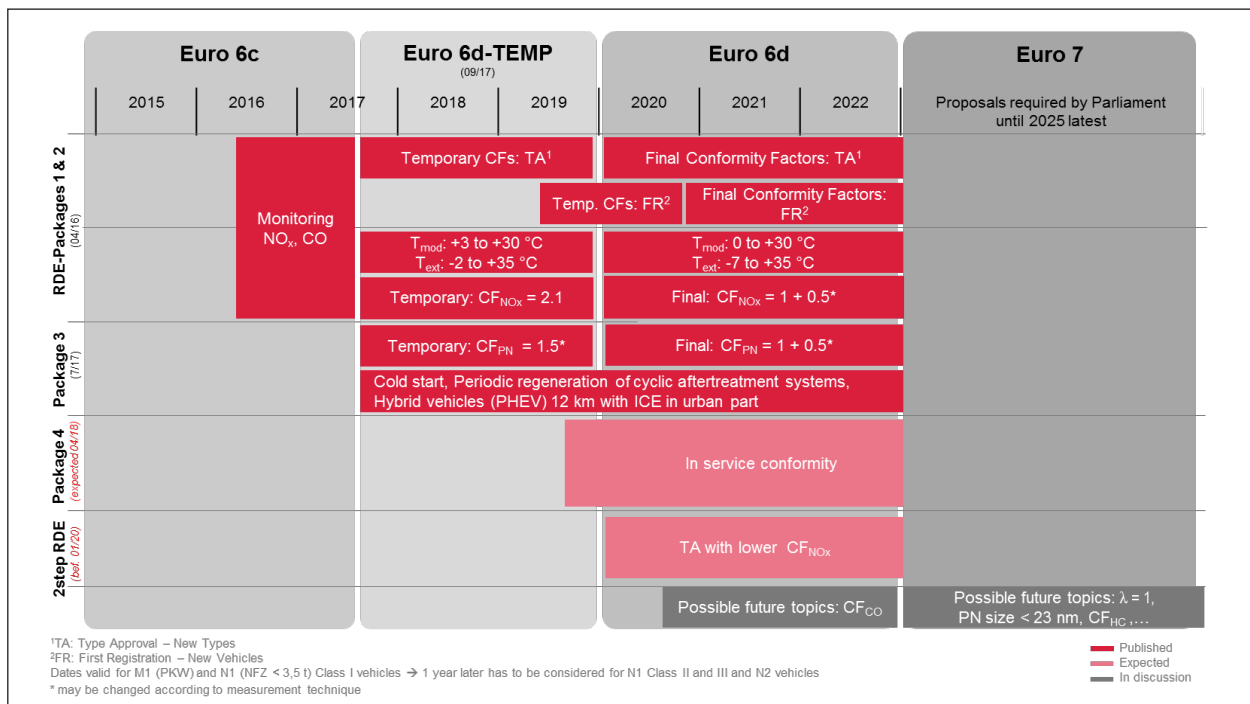 Euro 6c
Euro 6d-TEMP
(09/17)
Euro 6d
Euro 7
2015
2016
2017
2018
2019
2020
2021
2022
Proposals required by Parliament
until 2025 latest
RDE-Packages 1 & 2
(04/16)
Monitoring
NOx, CO
Temporary CFs: TA¹
Final Conformity Factors: TA¹
Temp. CFs: FR²
Final Conformity Factors:
FR²
Tmod: +3 to +30 °C
Text: -2 to +35 °C
Tmod: 0 to +30 °C
Text: -7 to +35 °C
Temporary: CFNOx = 2.1
Final: CFNOx = 1 + 0.5*
Package 3
(7/17)
Temporary: CFPN = 1.5*
Final: CFPN = 1 + 0.5*
Cold start, Periodic regeneration of cyclic aftertreatment systems,
Hybrid vehicles (PHEV) 12 km with ICE in urban part
Package 4
(expected 04/18)
In service conformity
2step RDE
(bef. 01/20)
TA with lower CFNOx
Possible future topics: CFCO
Possible future topics: λ = 1,
PN size < 23 nm, CFHC ,…
¹TA: Type Approval – New Types
²FR: First Registration – New Vehicles
Dates valid for M1 (PKW) and N1 (NFZ < 3,5 t) Class I vehicles → 1 year later has to be considered for N1 Class II and III and N2 vehicles
* may be changed according to measurement technique
Published
Expected
In discussion